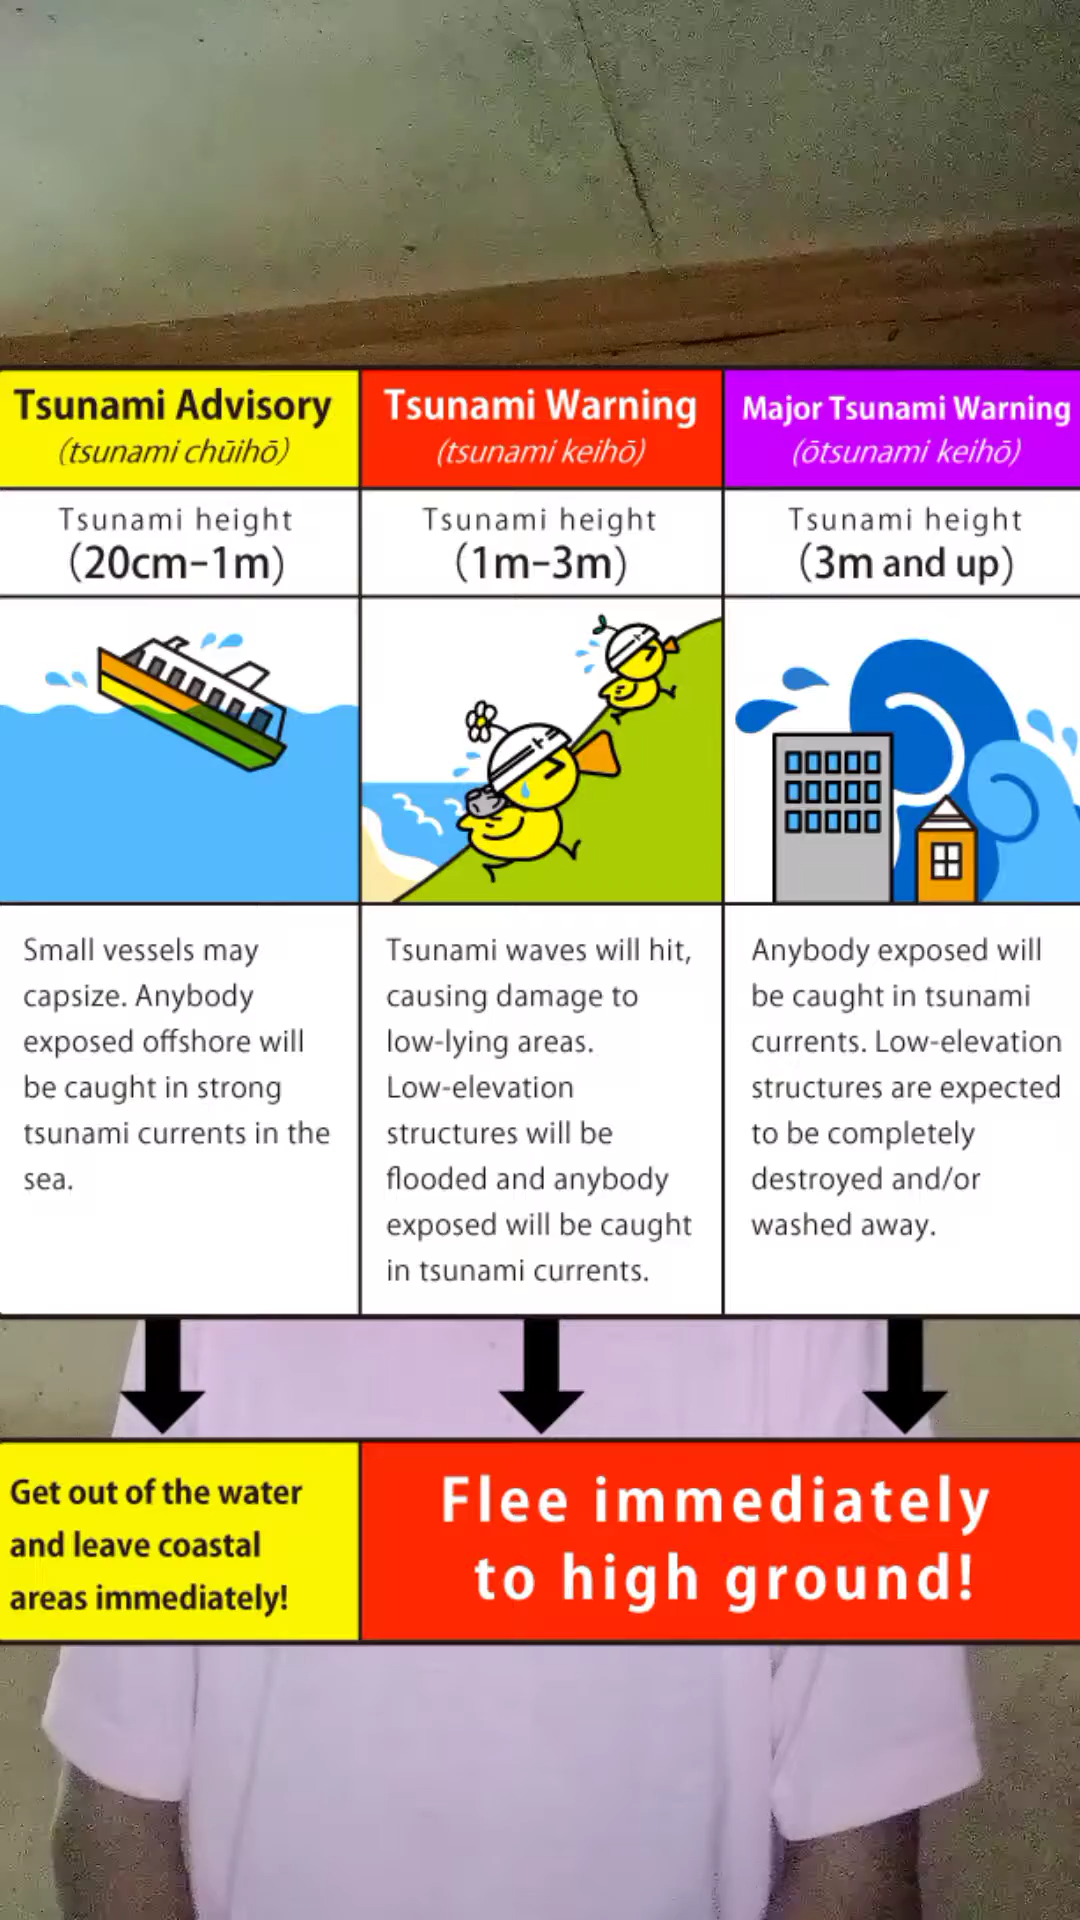 Tsunami Advisory
(tsunami chūihō)
Tsunami height
(20cm–1m)
Small vessels may
capsize. Anybody
exposed offshore will
be caught in strong
tsunami currents in the
sea.
Get out of the water
and leave coastal
areas immediately!
Tsunami Warning
(tsunami keihō)
Tsunami height
(1m–3m)
Tsunami waves will hit,
causing damage to
low-lying areas.
Low-elevation
structures will be
flooded and anybody
exposed will be caught
in tsunami currents.
Major Tsunami Warning
(ōtsunami keihō)
Tsunami height
(3m and up)
Anybody exposed will
be caught in tsunami
currents. Low-elevation
structures are expected
to be completely
destroyed and/or
washed away.
Flee immediately
to high ground!